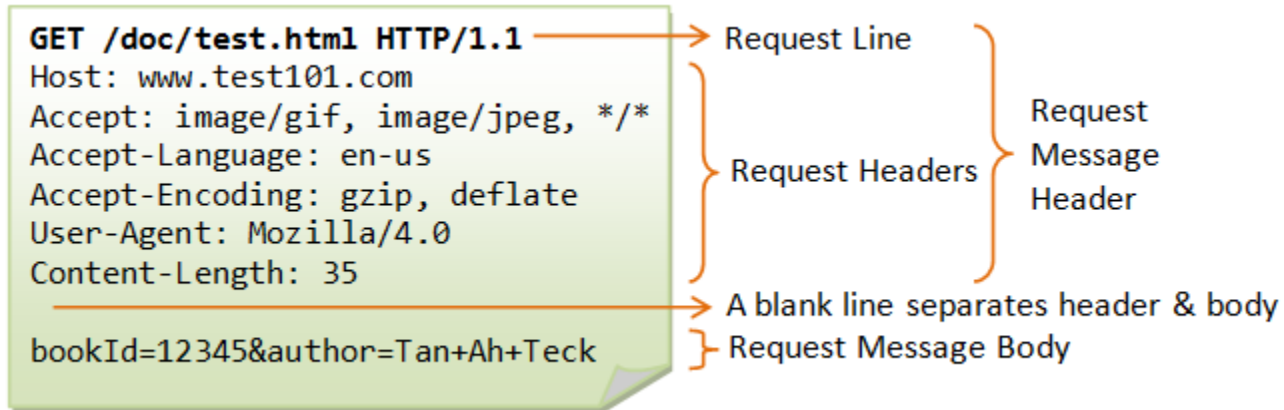 GET /doc/test.html HTTP/1.1
Host: www.test101.com
Accept: image/gif, image/jpeg, */*
Accept-Language: en-us
Accept-Encoding: gzip, deflate
User-Agent: Mozilla/4.0
Content-Length: 35
bookId=12345&author=Tan+Ah+Teck
Request Line
Request Headers
Request
Message
Header
A blank line separates header & body
Request Message Body